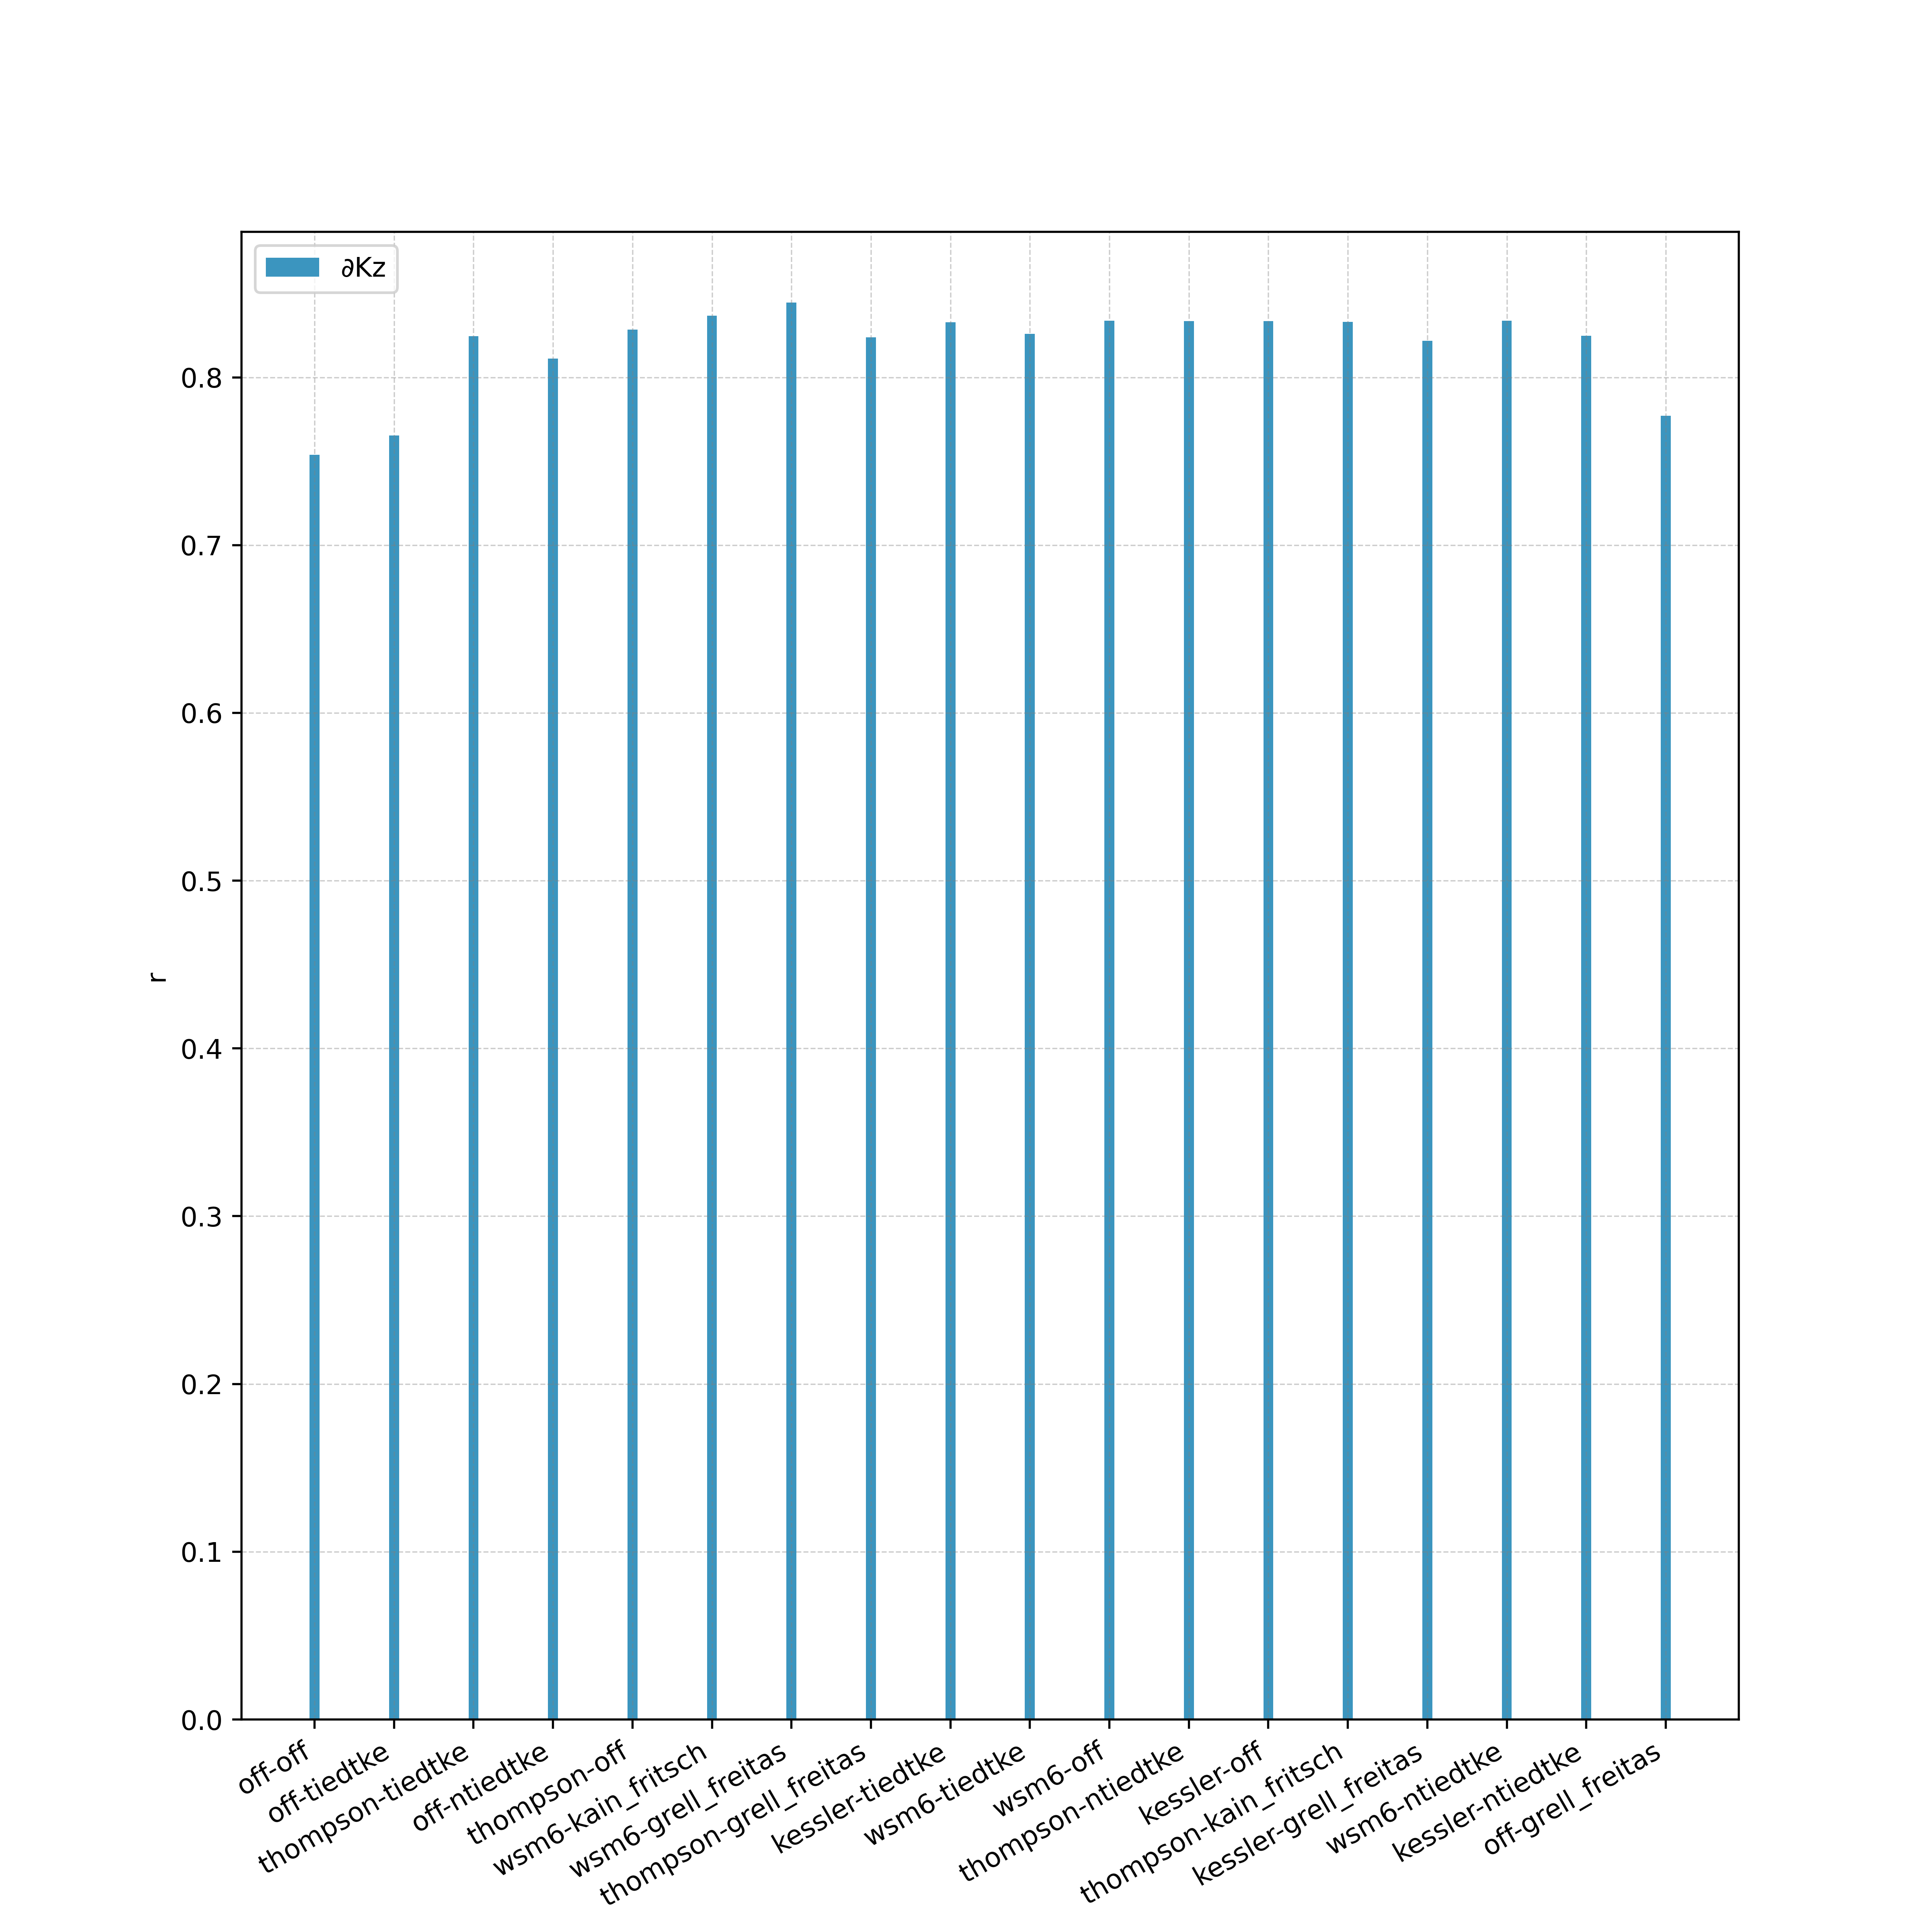 ∂Kz
0.8
0.7
0.6
0.5
0.4
0.3
0.2
0.1
0.0
r
off-off
off-tiedtke
thompson-tiedtke
off-ntiedtke
thompson-off
wsm6-kain_fritsch
wsm6-grell_freitas
thompson-grell_freitas
kessler-tiedtke
wsm6-tiedtke
wsm6-off
thompson-ntiedtke
kessler-off
thompson-kain_fritsch
kessler-grell_freitas
wsm6-ntiedtke
kessler-ntiedtke
off-grell_freitas